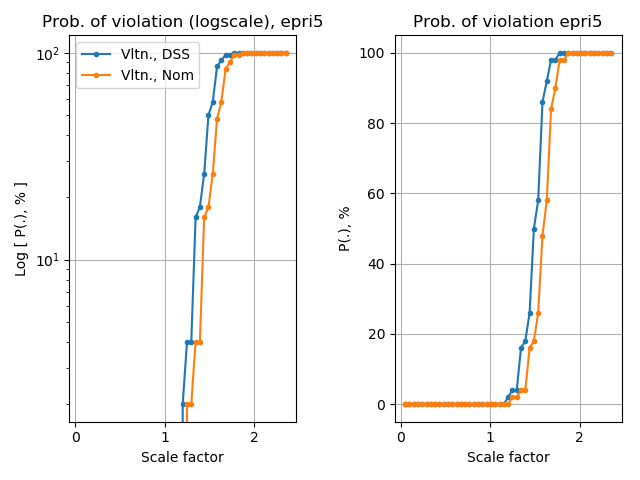 Prob. of violation (logscale), epri5
Vltn., DSS
Vltn., Nom
Log [ P(.), % ]
10²
10¹
0 1 2
Scale factor
Prob. of violation epri5
P(.), %
100
80
60
40
20
0
0 1 2
Scale factor